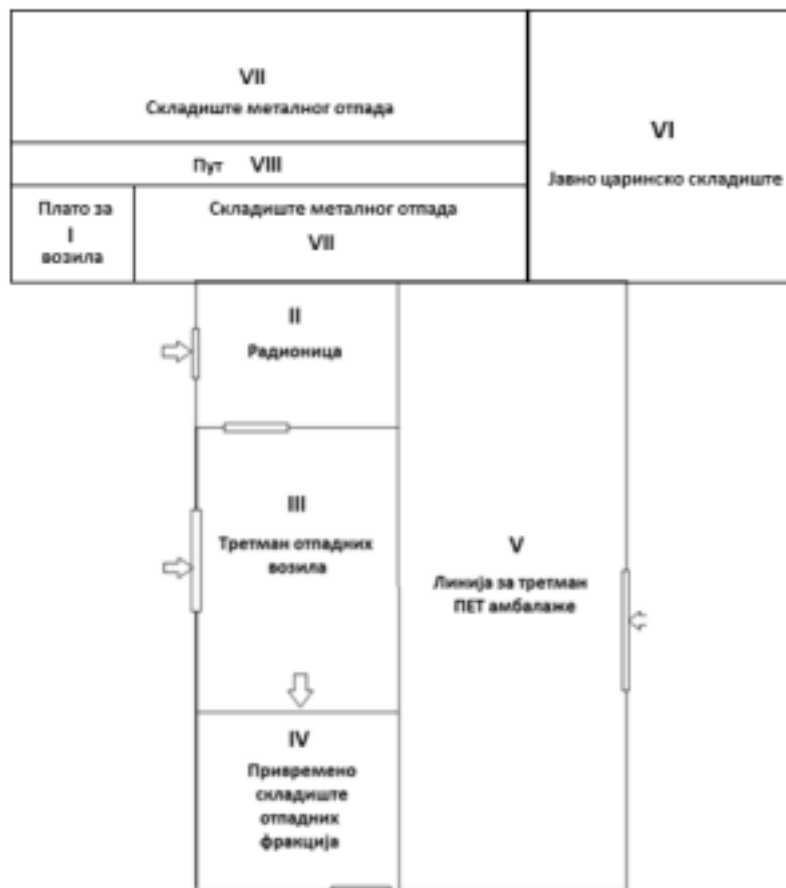 VII
Складиште металног отпада
VI
Јавно царинско складиште
Пут VIII
Плато за
I
возила
Складиште металног отпада
VII
II
Радионица
III
Третман отпадних
возила
V
Линија за третман
ПЕТ амбалаже
IV
Привремено
складиште
отпадних
фракција